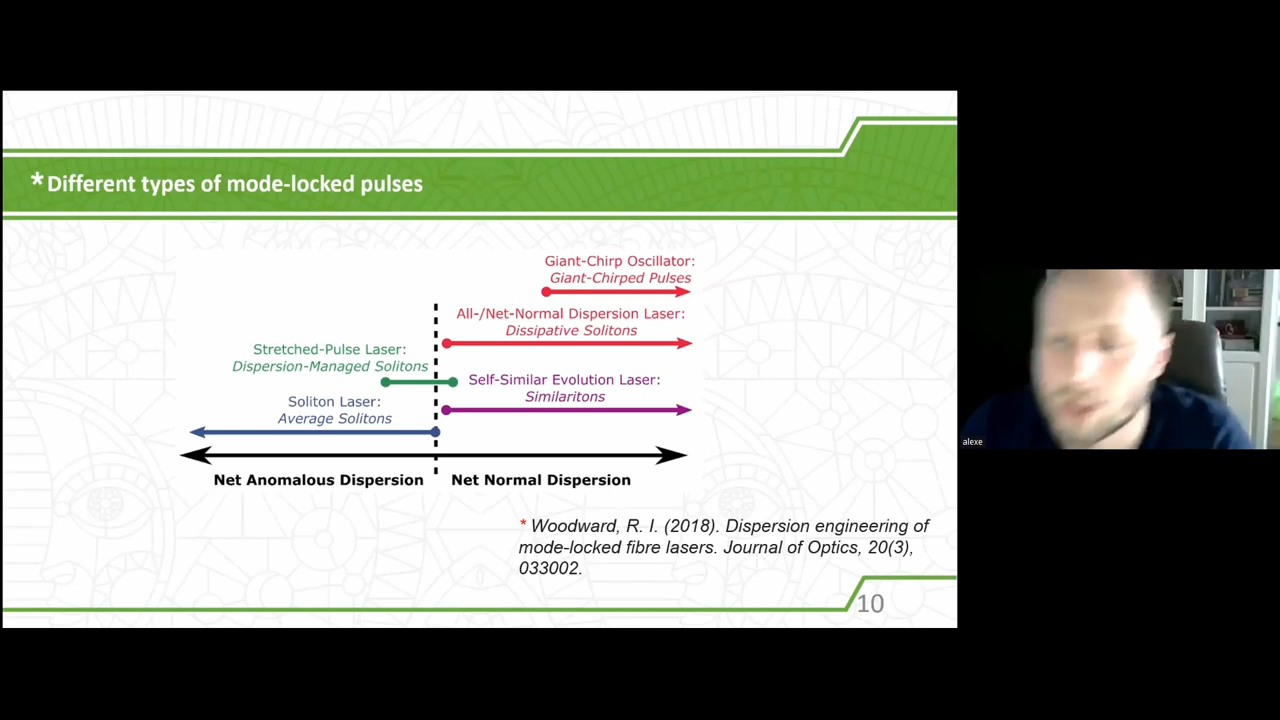 *Different types of mode-locked pulses
Giant-Chirp Oscillator:
Giant-Chirped Pulses
All-/Net-Normal Dispersion Laser:
Dissipative Solitons
Stretched-Pulse Laser:
Dispersion-Managed Solitons
Self-Similar Evolution Laser:
Similaritons
Soliton Laser:
Average Solitons
Net Anomalous Dispersion
Net Normal Dispersion
* Woodward, R. I. (2018). Dispersion engineering of
mode-locked fibre lasers. Journal of Optics, 20(3),
033002.
10
alexe